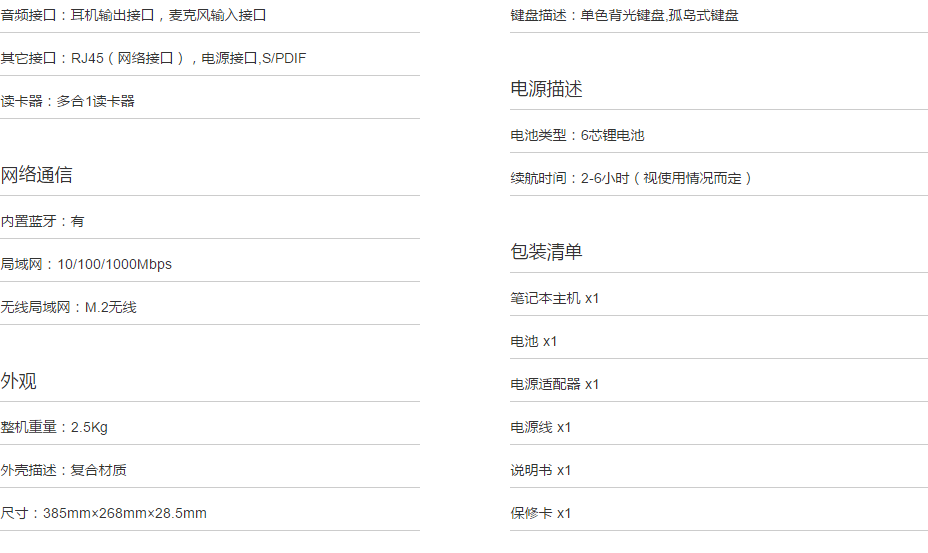 音频接口：耳机输出接口，麦克风输入接口
其它接口：RJ45（网络接口），电源接口,S/PDIF
读卡器：多合1读卡器
网络通信
内置蓝牙：有
局域网：10/100/1000Mbps
无线局域网：M.2无线
外观
整机重量：2.5Kg
外壳描述：复合材质
尺寸：385mm×268mm×28.5mm
键盘描述：单色背光键盘,孤岛式键盘
电源描述
电池类型：6芯锂电池
续航时间：2-6小时（视使用情况而定）
包装清单
笔记本主机 x1
电池 x1
电源适配器 x1
电源线 x1
说明书 x1
保修卡 x1